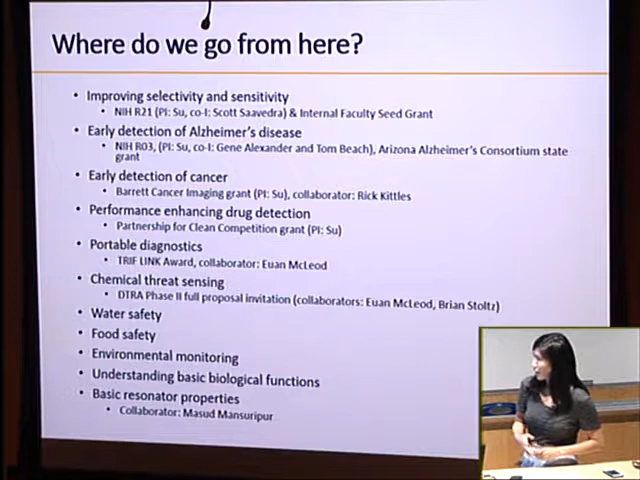 Where do we go from here?
• Improving selectivity and sensitivity
• NIH R21 (PI: Su, co-I: Scott Saavedra) & Internal Faculty Seed Grant
• Early detection of Alzheimer's disease
• NIH R03, (PI: Su, co-I: Gene Alexander and Tom Beach), Arizona Alzheimer's Consortium state
grant
• Early detection of cancer
• Barrett Cancer Imaging grant (PI: Su), collaborator: Rick Kittles
• Performance enhancing drug detection
• Partnership for Clean Competition grant (PI: Su)
• Portable diagnostics
• TRIF LINK Award, collaborator: Euan McLeod
• Chemical threat sensing
• DTRA Phase II full proposal invitation (collaborators: Euan McLeod, Brian Stoltz)
• Water safety
• Food safety
• Environmental monitoring
• Understanding basic biological functions
• Basic resonator properties
• Collaborator: Masud Mansuripur